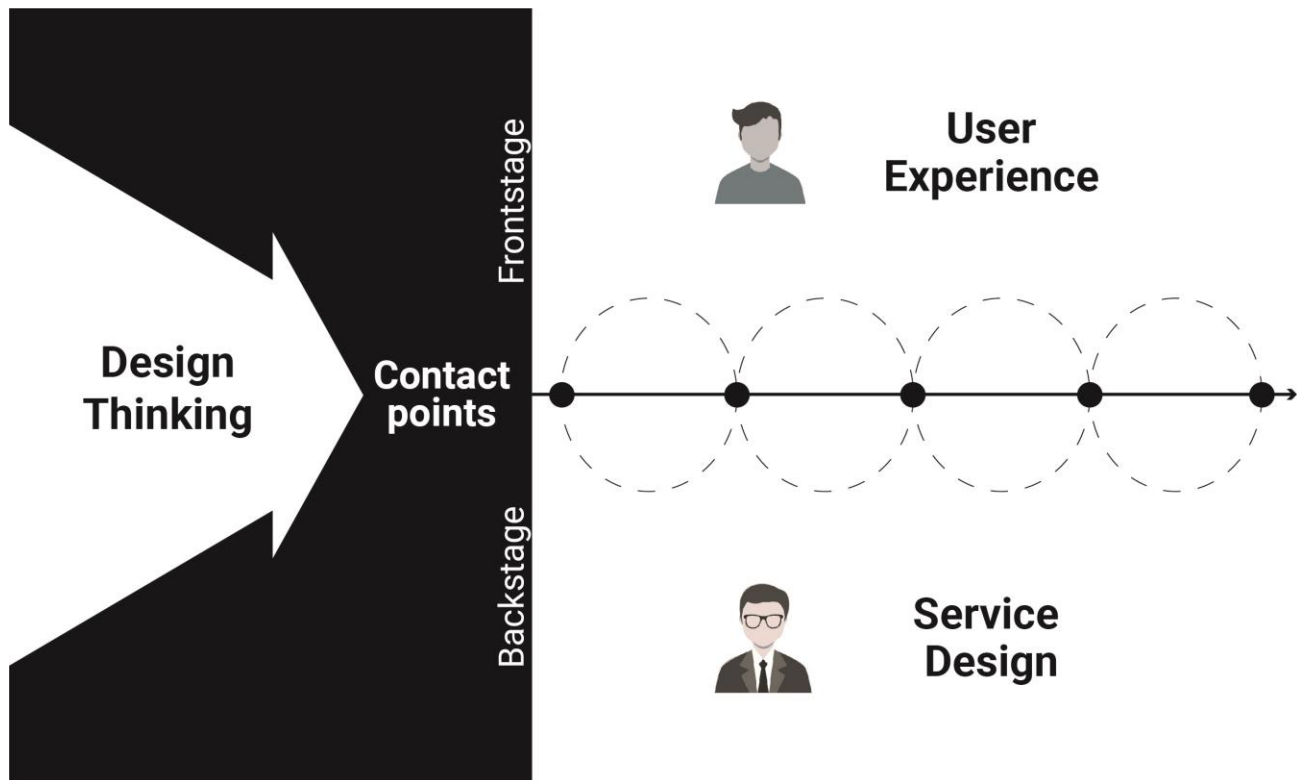 Design
Thinking
Contact
points
Frontstage
Backstage
User
Experience
Service
Design